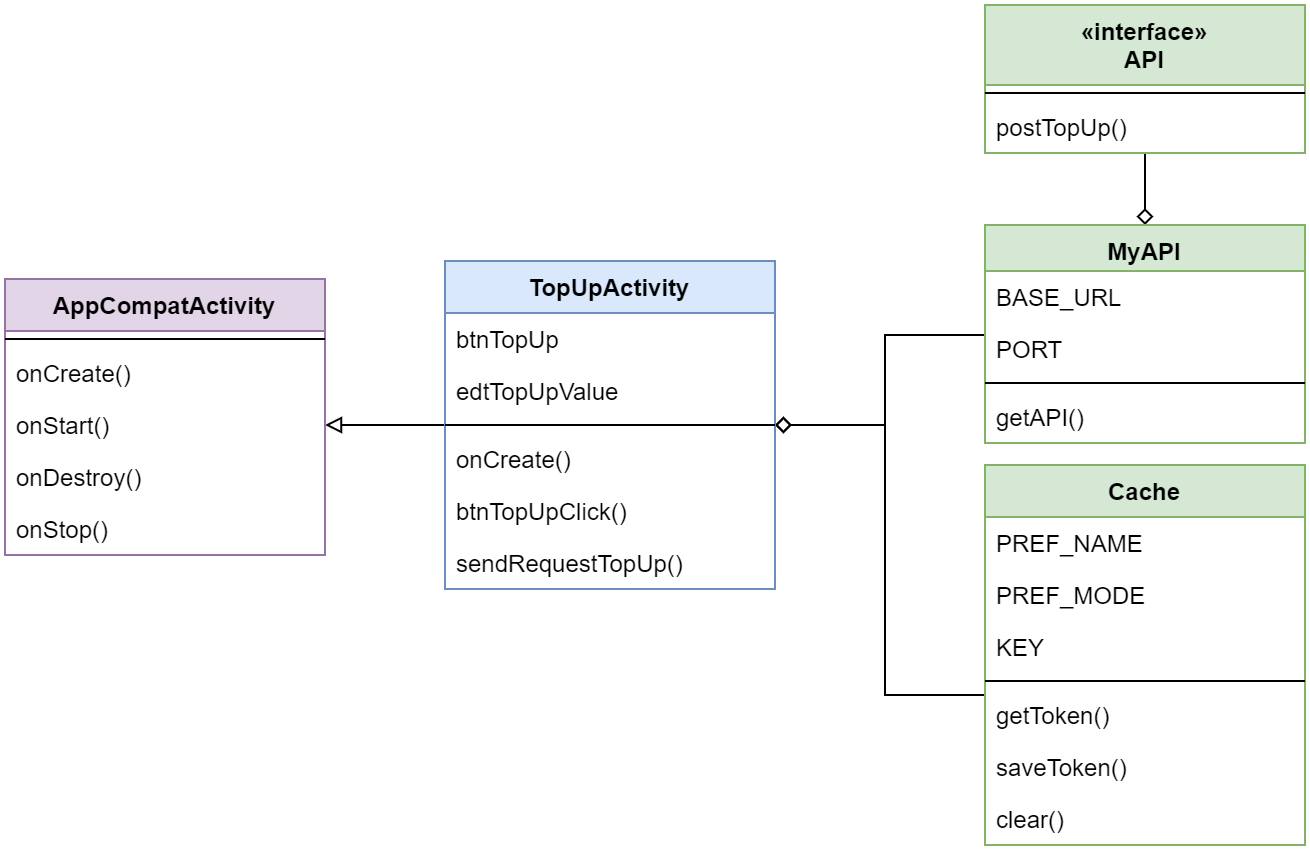 «interface»
API
postTopUp()
MyAPI
BASE_URL
PORT
getAPI()
AppCompatActivity
onCreate()
onStart()
onDestroy()
onStop()
TopUpActivity
btnTopUp
edtTopUpValue
onCreate()
btnTopUpClick()
sendRequestTopUp()
Cache
PREF_NAME
PREF_MODE
KEY
getToken()
saveToken()
clear()